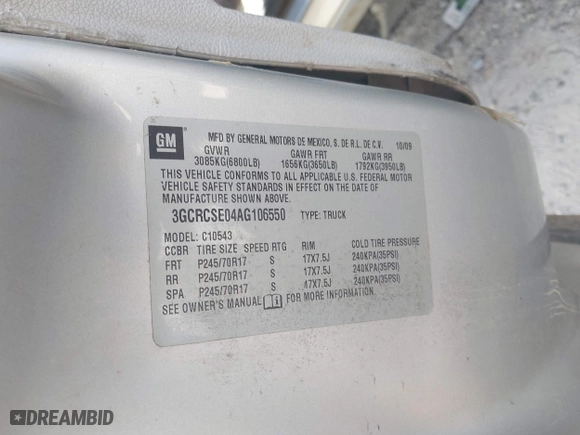 GM
MFD BY GENERAL MOTORS DE MEXICO, S. DE R.L. DE C.V. 10/09
GVWR GAWR FRT GAWR RR
3085KG(6800LB) 1656KG(3650LB) 1792KG(3950LB)
THIS VEHICLE CONFORMS TO ALL APPLICABLE U.S. FEDERAL MOTOR
VEHICLE SAFETY STANDARDS IN EFFECT ON THE DATE OF
MANUFACTURE SHOWN ABOVE.
3GCRCSE04AG106550 TYPE: TRUCK
MODEL: C10543
CCBR TIRE SIZE SPEED RTG RIM COLD TIRE PRESSURE
FRT P245/70R17 S 17X7.5J 240KPA(35PSI)
RR P245/70R17 S 17X7.5J 240KPA(35PSI)
SPA P245/70R17 S 17X7.5J 240KPA(35PSI)
SEE OWNER'S MANUAL i FOR MORE INFORMATION.
DREAMBID